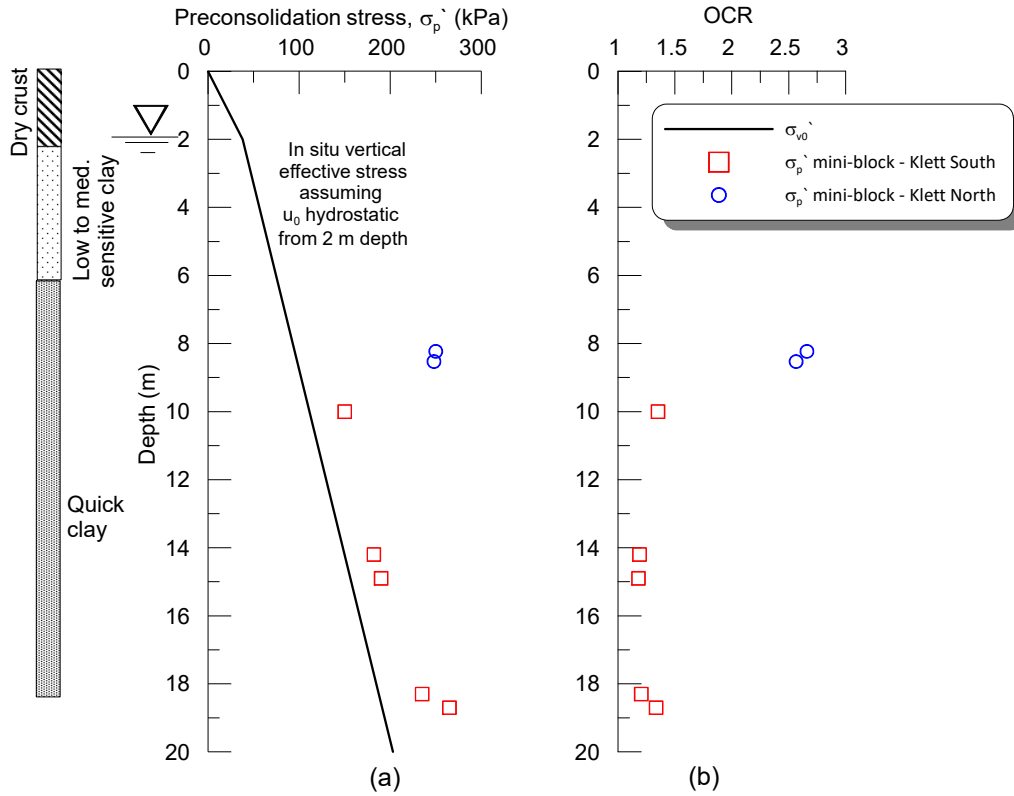 Preconsolidation stress, σp` (kPa)
0 100 200 300
OCR
1 1.5 2 2.5 3
0
2
4
6
8
10
12
14
16
18
20
Depth (m)
Dry crust
Low to med.
sensitive clay
Quick
clay
In situ vertical
effective stress
assuming
u0 hydrostatic
from 2 m depth
(a)
0
2
4
6
8
10
12
14
16
18
20
σv0`
σp` mini-block - Klett South
σp` mini-block - Klett North
(b)